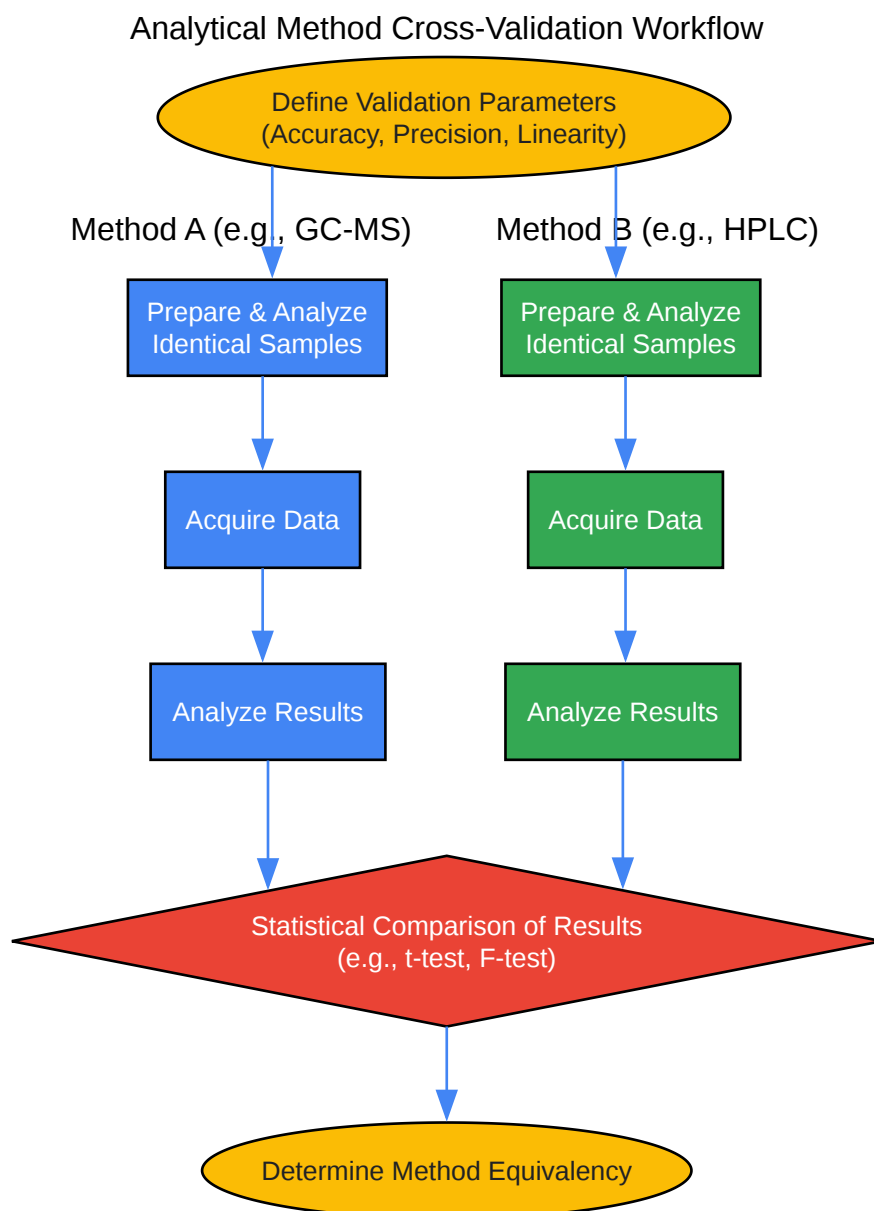 Analytical Method Cross-Validation Workflow
Define Validation Parameters
(Accuracy, Precision, Linearity)
Method A (e.g., GC-MS)
Prepare & Analyze
Identical Samples
Acquire Data
Analyze Results
Method B (e.g., HPLC)
Prepare & Analyze
Identical Samples
Acquire Data
Analyze Results
Statistical Comparison of Results
(e.g., t-test, F-test)
Determine Method Equivalency